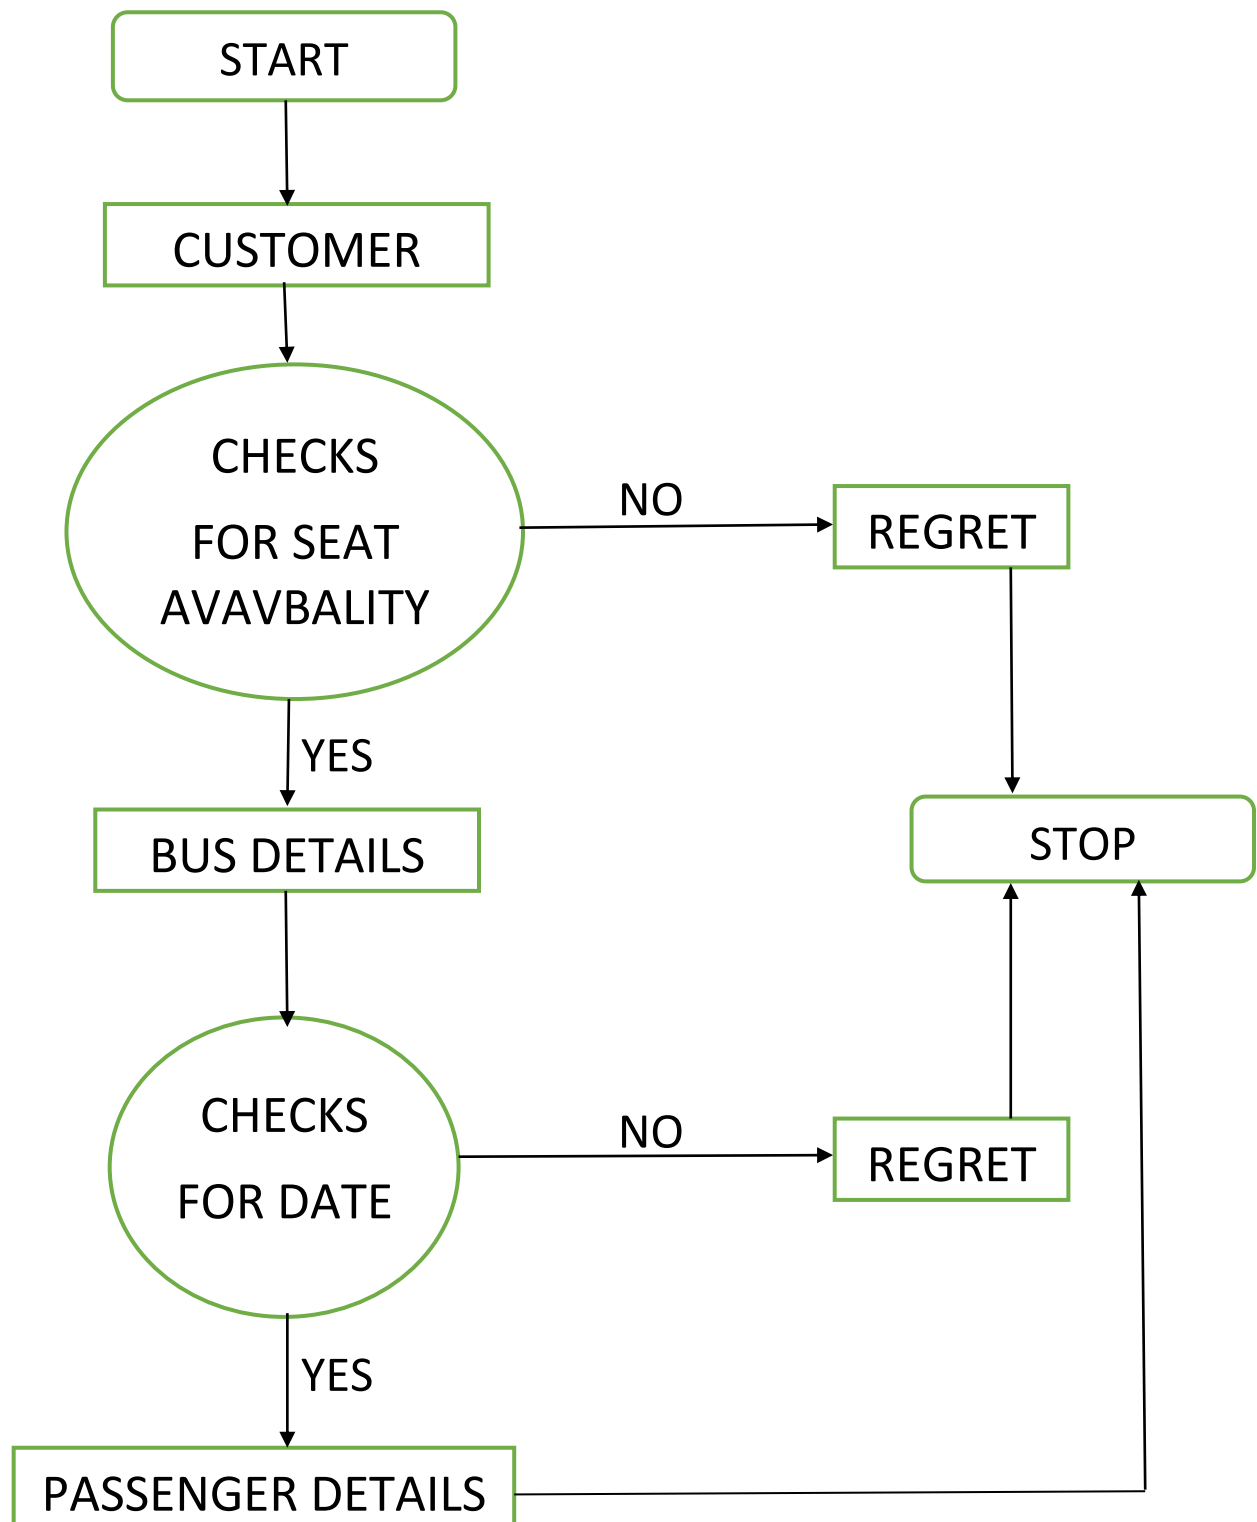 START
CUSTOMER
CHECKS
FOR SEAT
AVAVBALITY
NO
REGRET
YES
BUS DETAILS
STOP
CHECKS
FOR DATE
NO
REGRET
YES
PASSENGER DETAILS